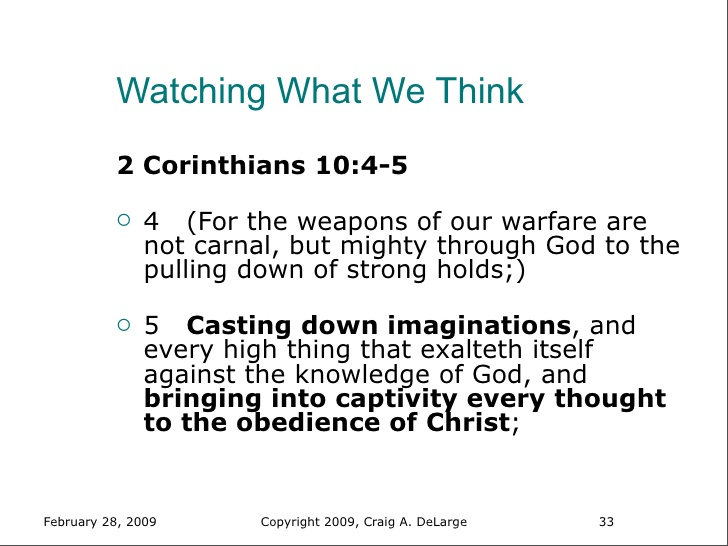 Watching What We Think
2 Corinthians 10:4-5
4 (For the weapons of our warfare are
not carnal, but mighty through God to the
pulling down of strong holds;)
5 Casting down imaginations, and
every high thing that exalteth itself
against the knowledge of God, and
bringing into captivity every thought
to the obedience of Christ;
February 28, 2009 Copyright 2009, Craig A. DeLarge 33